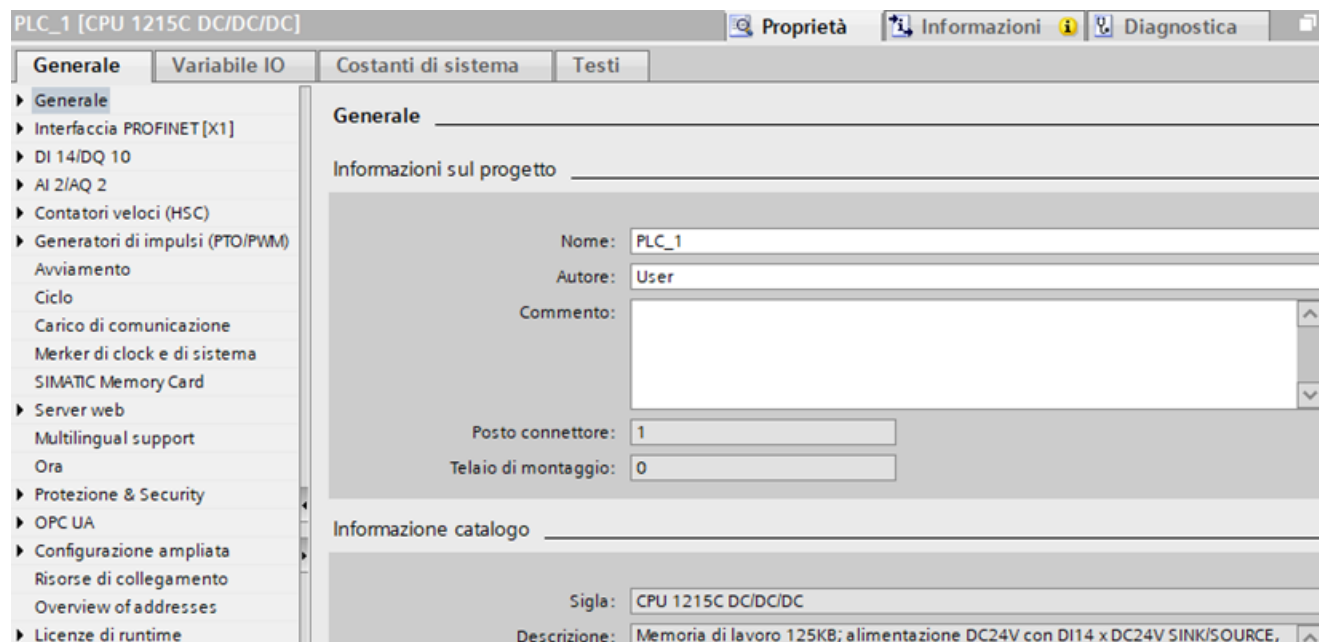 PLC_1 [CPU 1215C DC/DC/DC]
Proprietà Informazioni Diagnostica
Generale Variabile IO Costanti di sistema Testi
Generale
Interfaccia PROFINET [X1]
DI 14/DQ 10
AI 2/AQ 2
Contatori veloci (HSC)
Generatori di impulsi (PTO/PWM)
Avviamento
Ciclo
Carico di comunicazione
Merker di clock e di sistema
SIMATIC Memory Card
Server web
Multilingual support
Ora
Protezione & Security
OPC UA
Configurazione ampliata
Risorse di collegamento
Overview of addresses
Licenze di runtime
Generale
Informazioni sul progetto
Nome: PLC_1
Autore: User
Commento:
Posto connettore: 1
Telaio di montaggio: 0
Informazione catalogo
Sigla: CPU 1215C DC/DC/DC
Descrizione: Memoria di lavoro 125KB; alimentazione DC24V con DI14 x DC24V SINK/SOURCE,